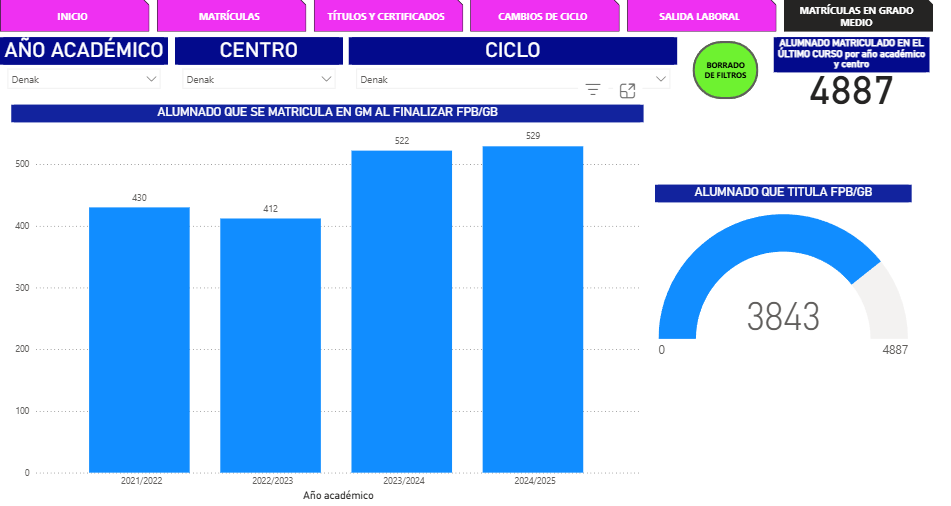 INICIO
MATRÍCULAS
TÍTULOS Y CERTIFICADOS
CAMBIOS DE CICLO
SALIDA LABORAL
MATRÍCULAS EN GRADO
MEDIO
AÑO ACADÉMICO
CENTRO
CICLO
Denak
Denak
Denak
BORRADO
DE FILTROS
ALUMNADO MATRICULADO EN EL
ÚLTIMO CURSO por año académico
y centro
4887
ALUMNADO QUE SE MATRICULA EN GM AL FINALIZAR FPB/GB
500
400
300
200
100
0
430
412
522
529
2021/2022
2022/2023
2023/2024
2024/2025
Año académico
ALUMNADO QUE TITULA FPB/GB
3843
0
4887